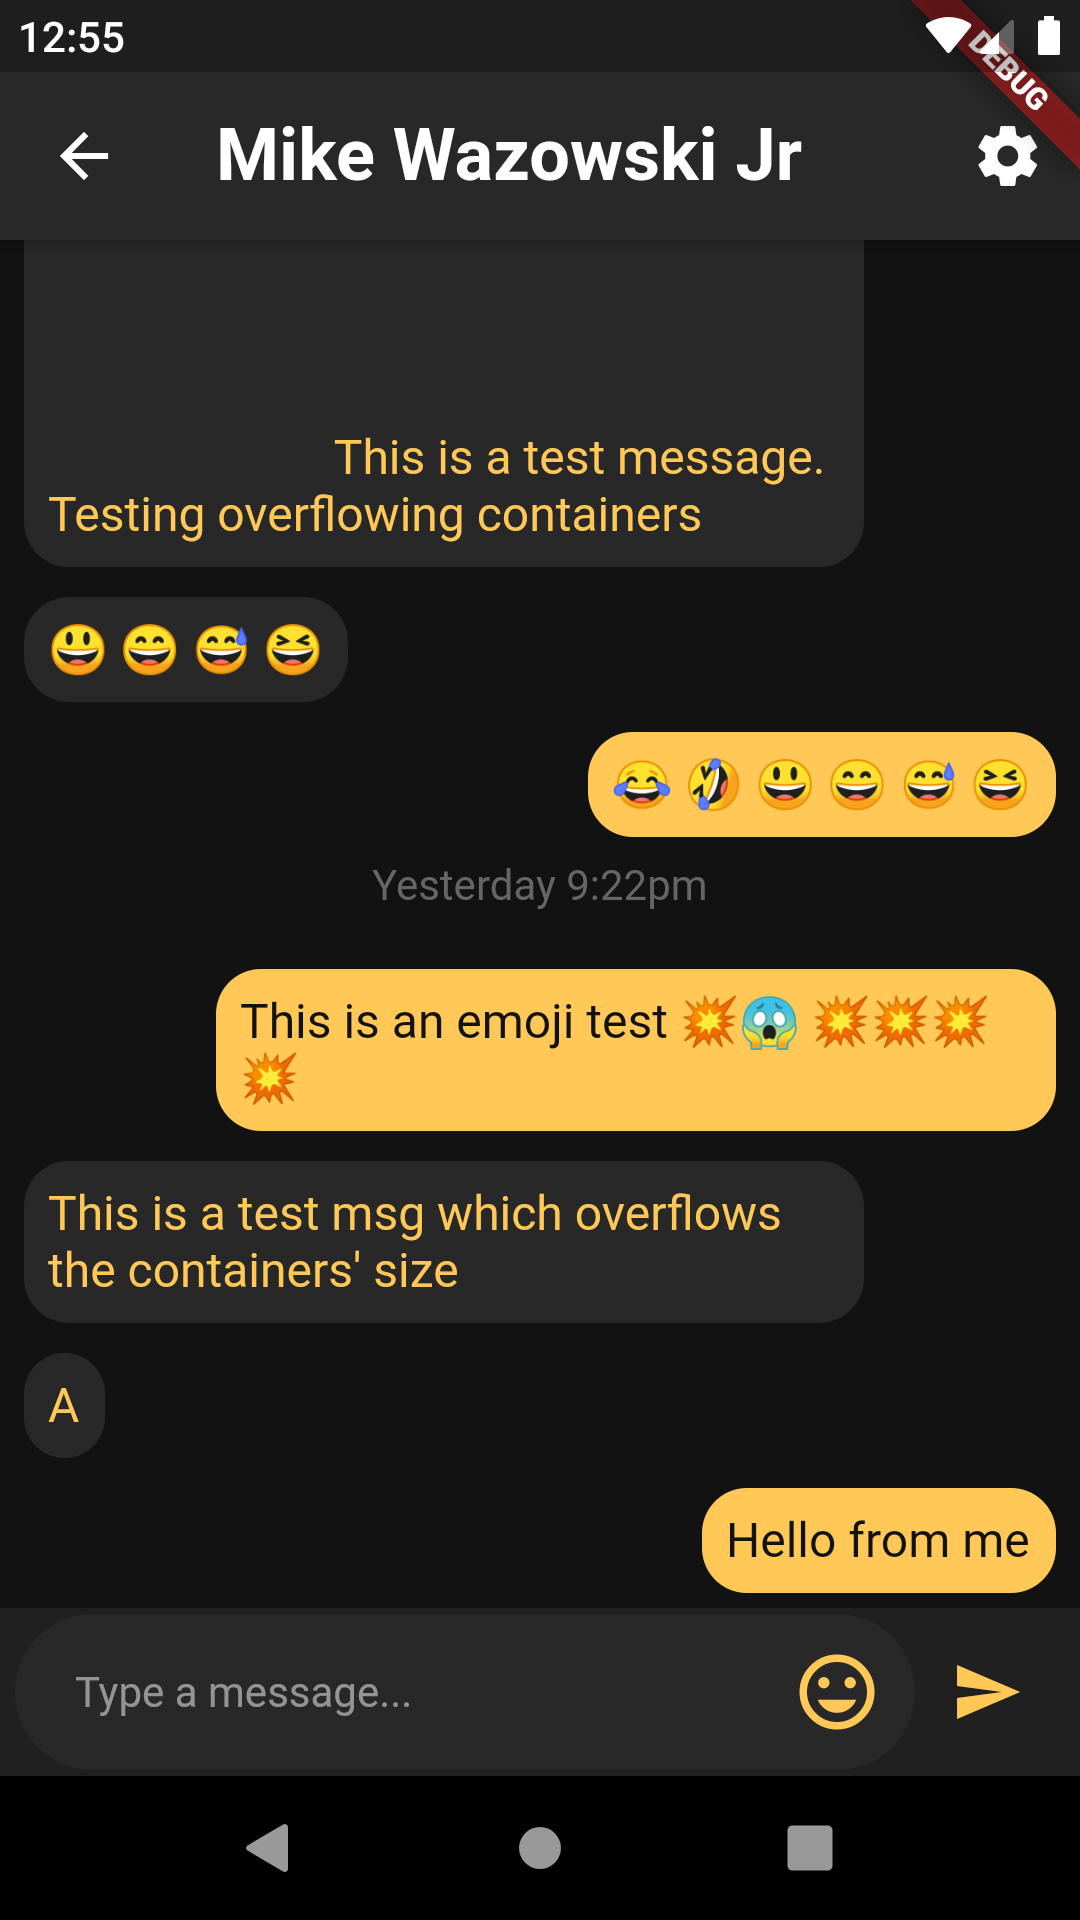 12:55
DEBUG
Mike Wazowski Jr
This is a test message.
Testing overflowing containers
😃😄😅😆
😂🤣😃😄😅😆
Yesterday 9:22pm
This is an emoji test 💥😱 💥💥💥
💥
This is a test msg which overflows
the containers' size
A
Hello from me
Type a message...